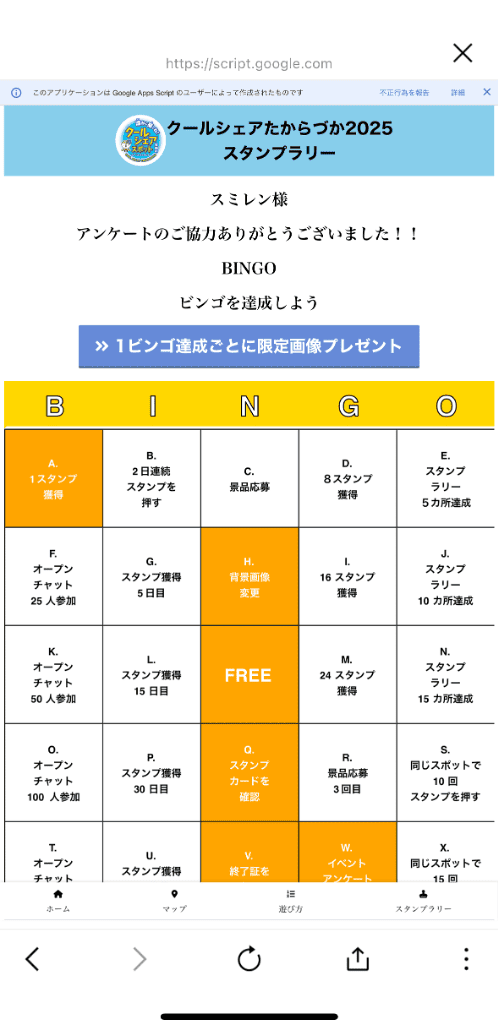 https://script.google.com
このアプリケーションは Google Apps Script のユーザーによって作成されたものです
不正行為を報告
詳細
クールシェア
スポット
クールシェアたからづか2025
スタンプラリー
スミレン様
アンケートのご協力ありがとうございました！！
BINGO
ビンゴを達成しよう
1ビンゴ達成ごとに限定画像プレゼント
B I N G O
A.
1スタンプ
獲得
B.
2日連続
スタンプを
押す
C.
景品応募
D.
8スタンプ
獲得
E.
スタンプ
ラリー
5カ所達成
F.
オープン
チャット
25 人参加
G.
スタンプ獲得
5日目
H.
背景画像
変更
I.
16 スタンプ
獲得
J.
スタンプ
ラリー
10 カ所達成
K.
オープン
チャット
50 人参加
L.
スタンプ獲得
15 日目
FREE
M.
24 スタンプ
獲得
N.
スタンプ
ラリー
15 カ所達成
O.
オープン
チャット
100 人参加
P.
スタンプ獲得
30 日目
Q.
スタンプ
カードを
確認
R.
景品応募
3回目
S.
同じスポットで
10 回
スタンプを押す
T.
オープン
チャット
U.
スタンプ獲得
V.
終了証を
W.
イベント
アンケート
X.
同じスポットで
15 回
ホーム
マップ
遊び方
スタンプラリー